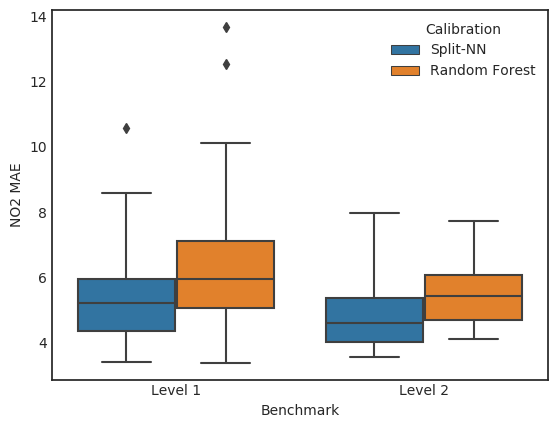 14
12
10
8
6
4
NO2 MAE
Calibration
Split-NN
Random Forest
Level 1
Level 2
Benchmark